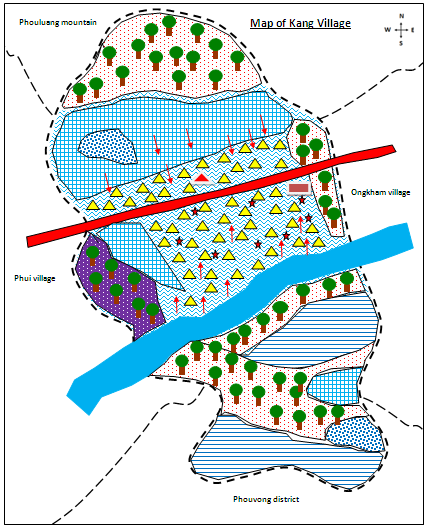 Phouluang mountain
Map of Kang Village
N
W E
S
Ongkham village
Phui village
Phouvong district